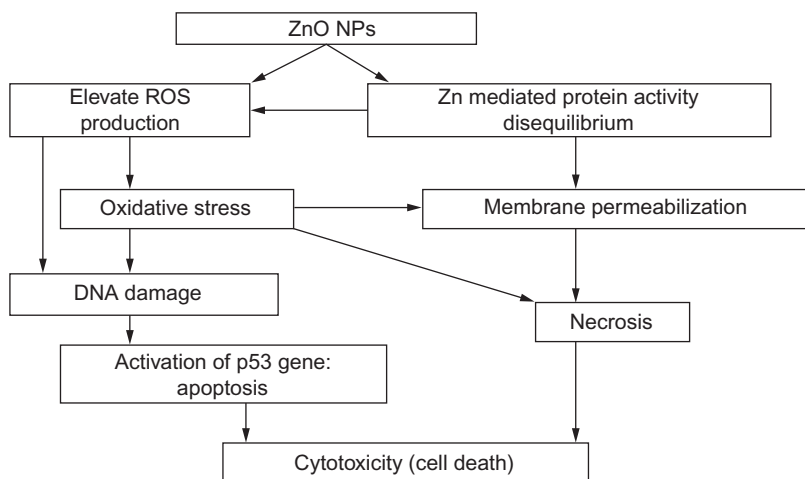 ZnO NPs
Elevate ROS
production
Zn mediated protein activity
disequilibrium
Oxidative stress
Membrane permeabilization
DNA damage
Necrosis
Activation of p53 gene:
apoptosis
Cytotoxicity (cell death)